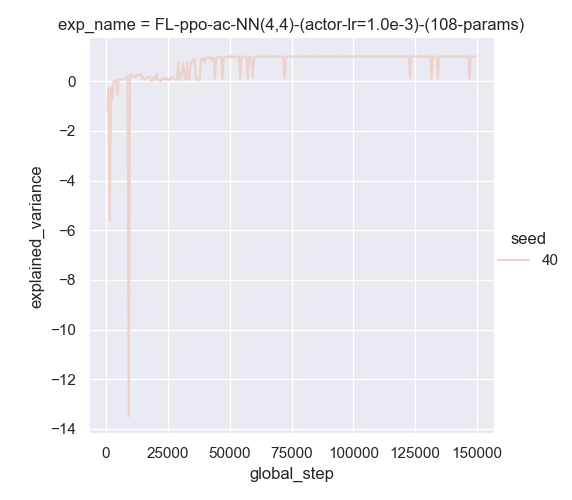 exp_name = FL-ppo-ac-NN(4,4)-(actor-lr=1.0e-3)-(108-params)
0
−2
−4
−6
−8
−10
−12
−14
explained_variance
0 25000 50000 75000 100000 125000 150000
global_step
seed
40